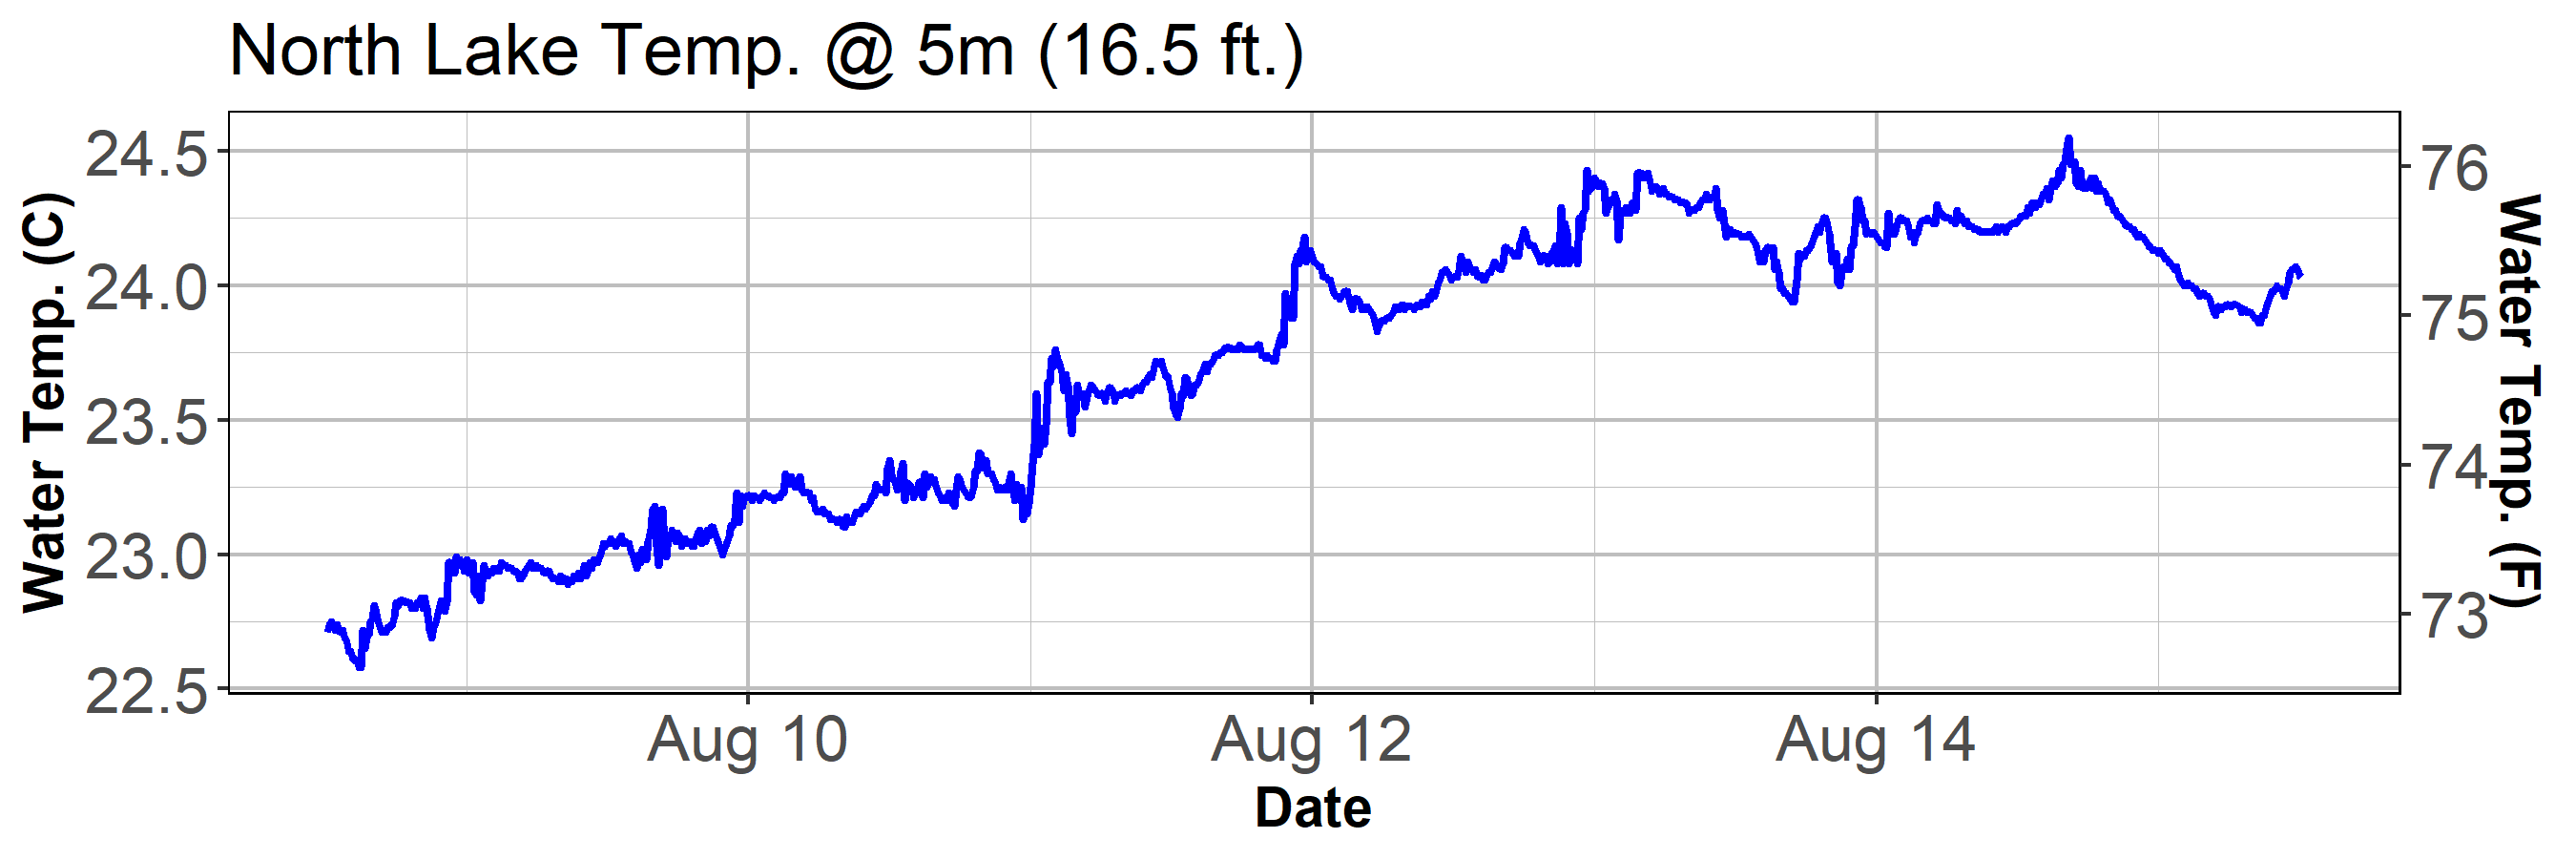 North Lake Temp. @ 5m (16.5 ft.)
Water Temp. (C)
24.5
24.0
23.5
23.0
22.5
76
75
74
73
Water Temp. (F)
Aug 10
Aug 12
Aug 14
Date